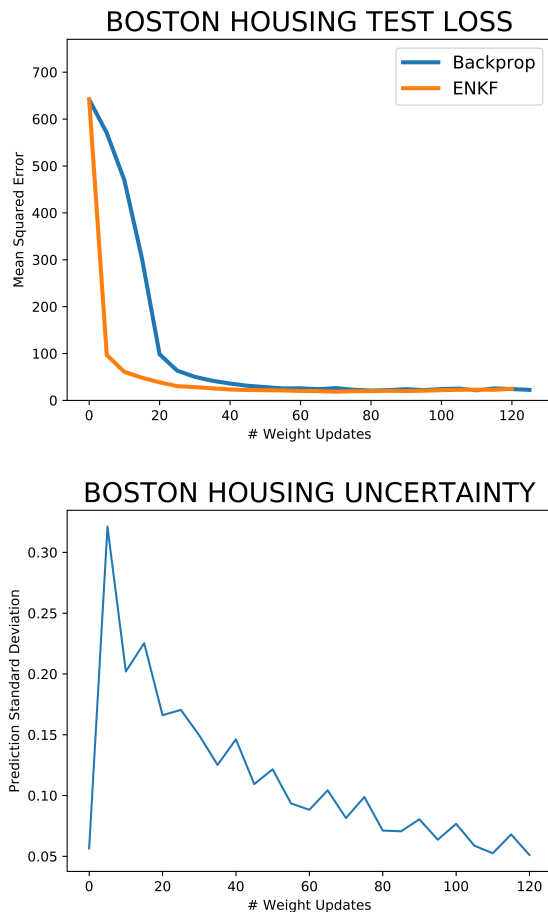 BOSTON HOUSING TEST LOSS
Backprop
ENKF
700
600
500
400
300
200
100
0
Mean Squared Error
0 20 40 60 80 100 120
# Weight Updates
BOSTON HOUSING UNCERTAINTY
0.30
0.25
0.20
0.15
0.10
0.05
Prediction Standard Deviation
0 20 40 60 80 100 120
# Weight Updates